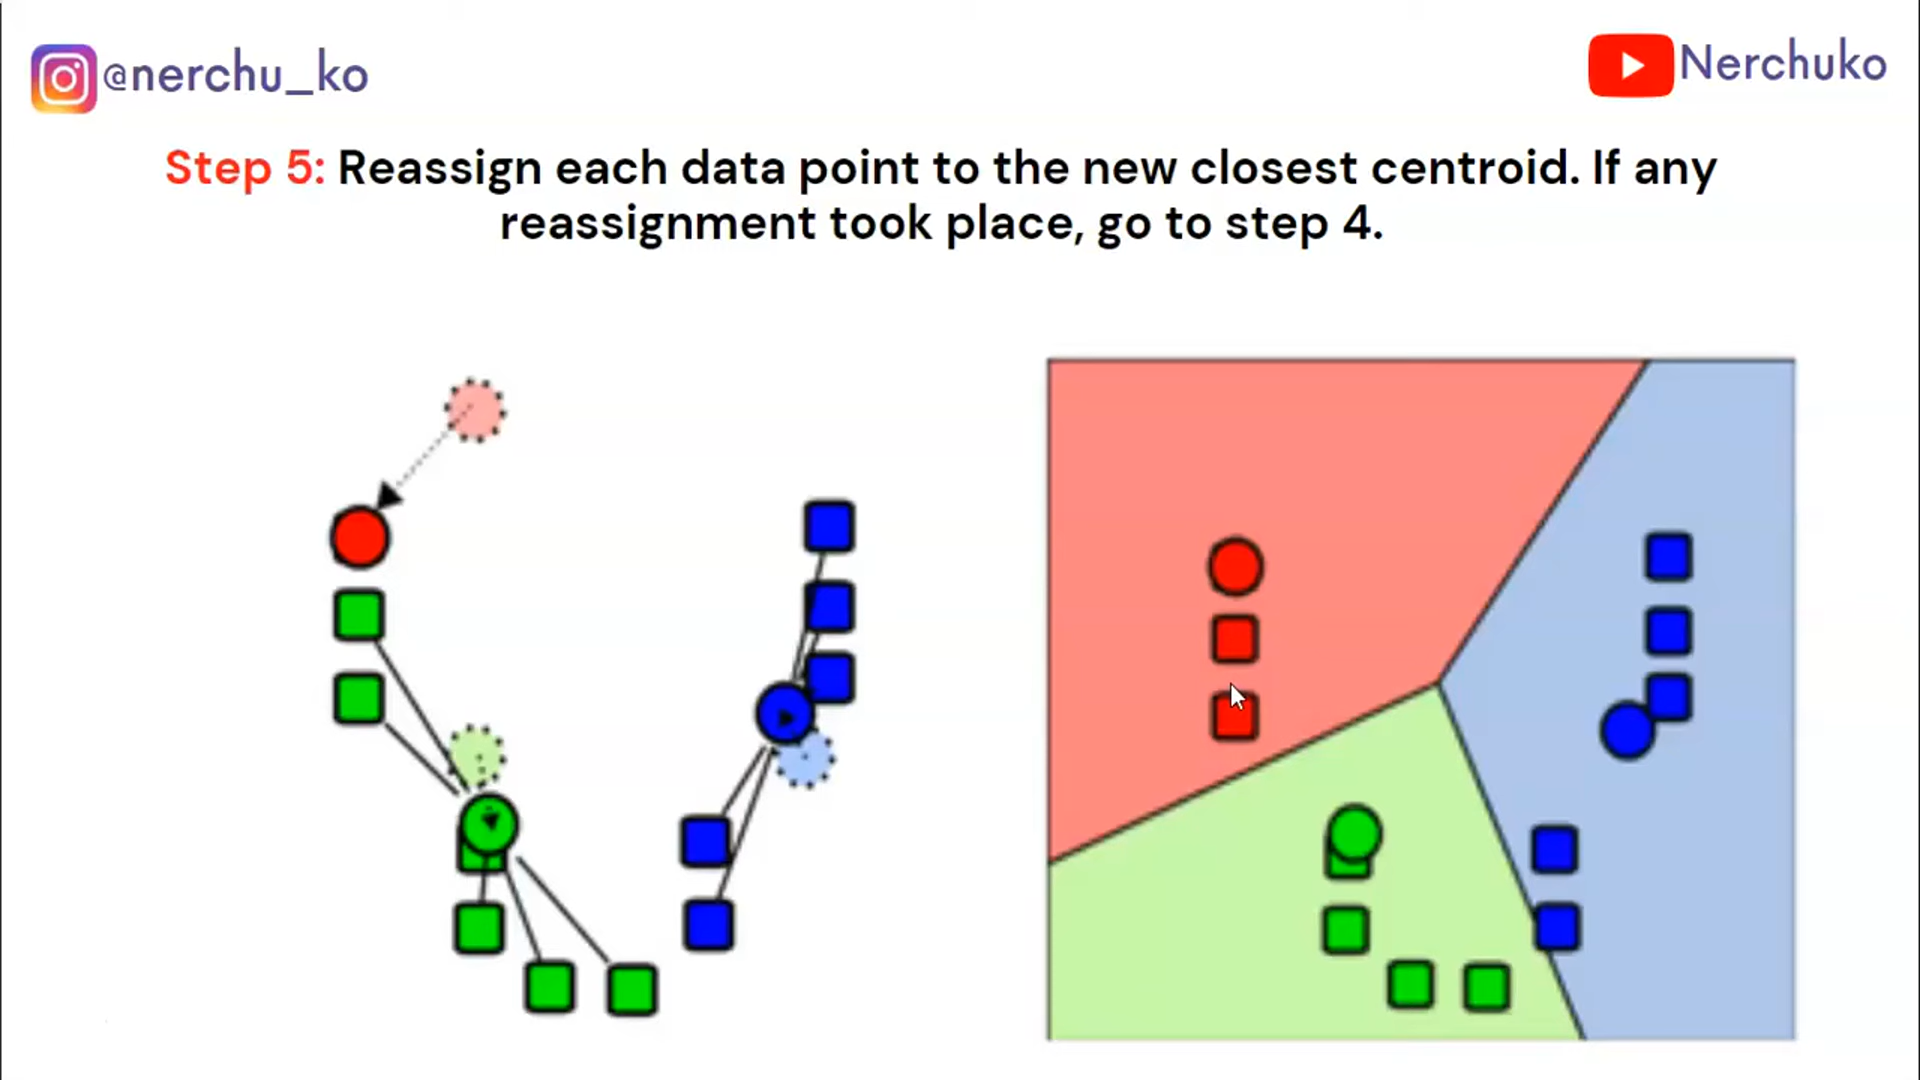 @nerchu_ko
Nerchuko
Step 5: Reassign each data point to the new closest centroid. If any
reassignment took place, go to step 4.